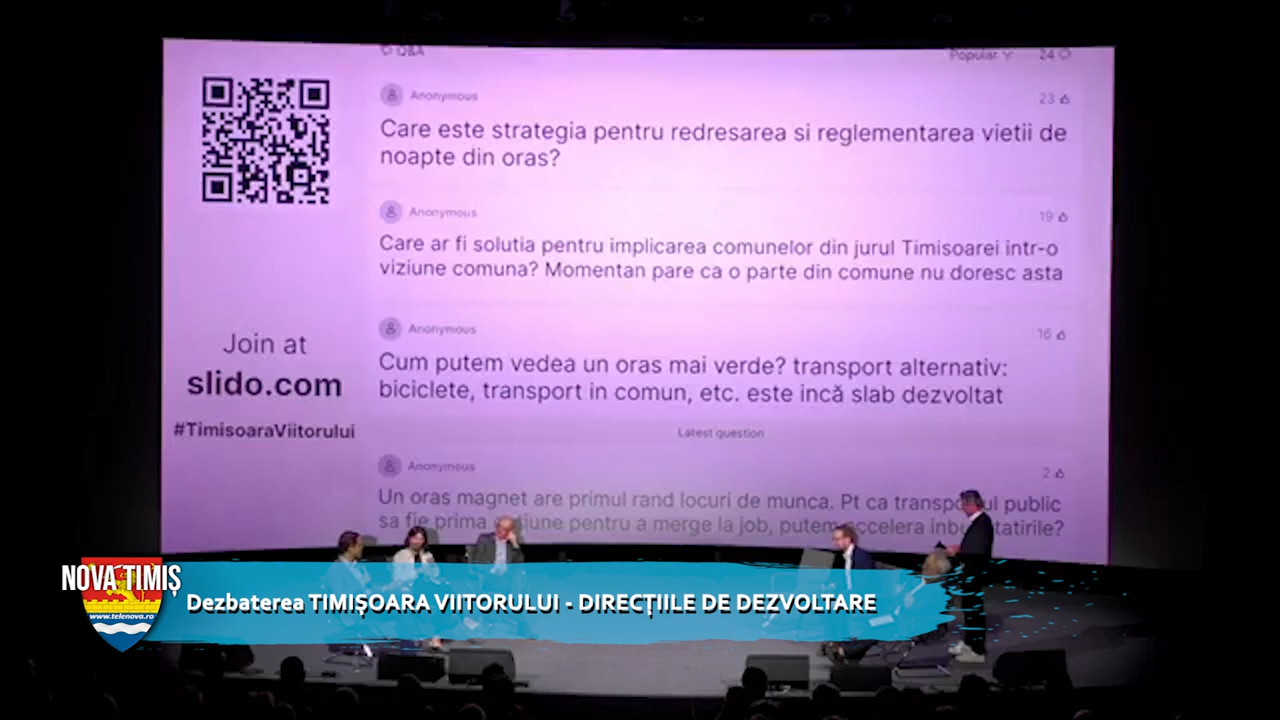 Q&A
Popular
24
Anonymous
23
Care este strategia pentru redresarea si reglementarea vietii de
noapte din oras?
Anonymous
19
Care ar fi solutia pentru implicarea comunelor din jurul Timisoarei intr-o
viziune comuna? Momentan pare ca o parte din comune nu doresc asta
Anonymous
16
Cum putem vedea un oras mai verde? transport alternativ:
biciclete, transport in comun, etc. este incă slab dezvoltat
Latest question
Anonymous
2
Un oras magnet are primul rand locuri de munca. Pt ca public
sa fie prima pentru a merge la job, putem
Join at
slido.com
#TimisoaraViitorului
NOVA TIMIȘ
www.telenova.ro
Dezbaterea TIMIȘOARA VIITORULUI - DIRECȚIILE DE DEZVOLTARE